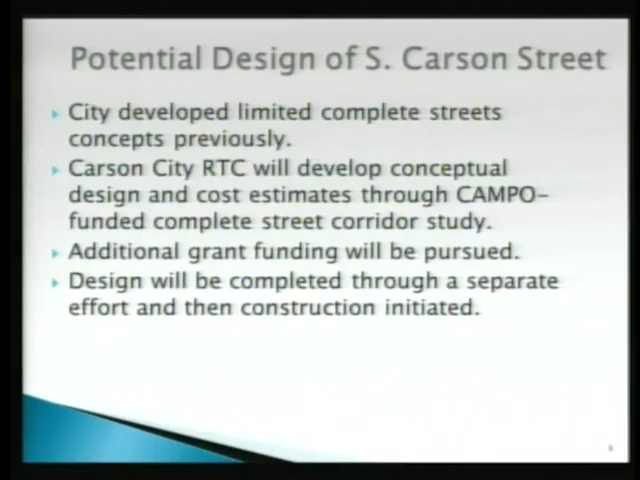 Potential Design of S. Carson Street
City developed limited complete streets
concepts previously.
Carson City RTC will develop conceptual
design and cost estimates through CAMPO-
funded complete street corridor study.
Additional grant funding will be pursued.
Design will be completed through a separate
effort and then construction initiated.